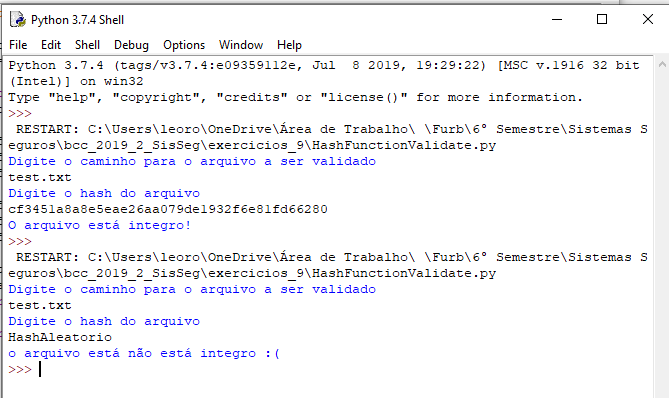 Python 3.7.4 Shell
File Edit Shell Debug Options Window Help
Python 3.7.4 (tags/v3.7.4:e09359112e, Jul  8 2019, 19:29:22) [MSC v.1916 32 bit
(Intel)] on win32
Type "help", "copyright", "credits" or "license()" for more information.
>>>
 RESTART: C:\Users\leoro\OneDrive\Área de Trabalho\ \Furb\6° Semestre\Sistemas S
eguros\bcc_2019_2_SisSeg\exercicios_9\HashFunctionValidate.py
Digite o caminho para o arquivo a ser validado
test.txt
Digite o hash do arquivo
cf3451a8a8e5eae26aa079de1932f6e81fd66280
O arquivo está integro!
>>>
 RESTART: C:\Users\leoro\OneDrive\Área de Trabalho\ \Furb\6° Semestre\Sistemas S
eguros\bcc_2019_2_SisSeg\exercicios_9\HashFunctionValidate.py
Digite o caminho para o arquivo a ser validado
test.txt
Digite o hash do arquivo
HashAleatorio
o arquivo está não está integro :(
>>>